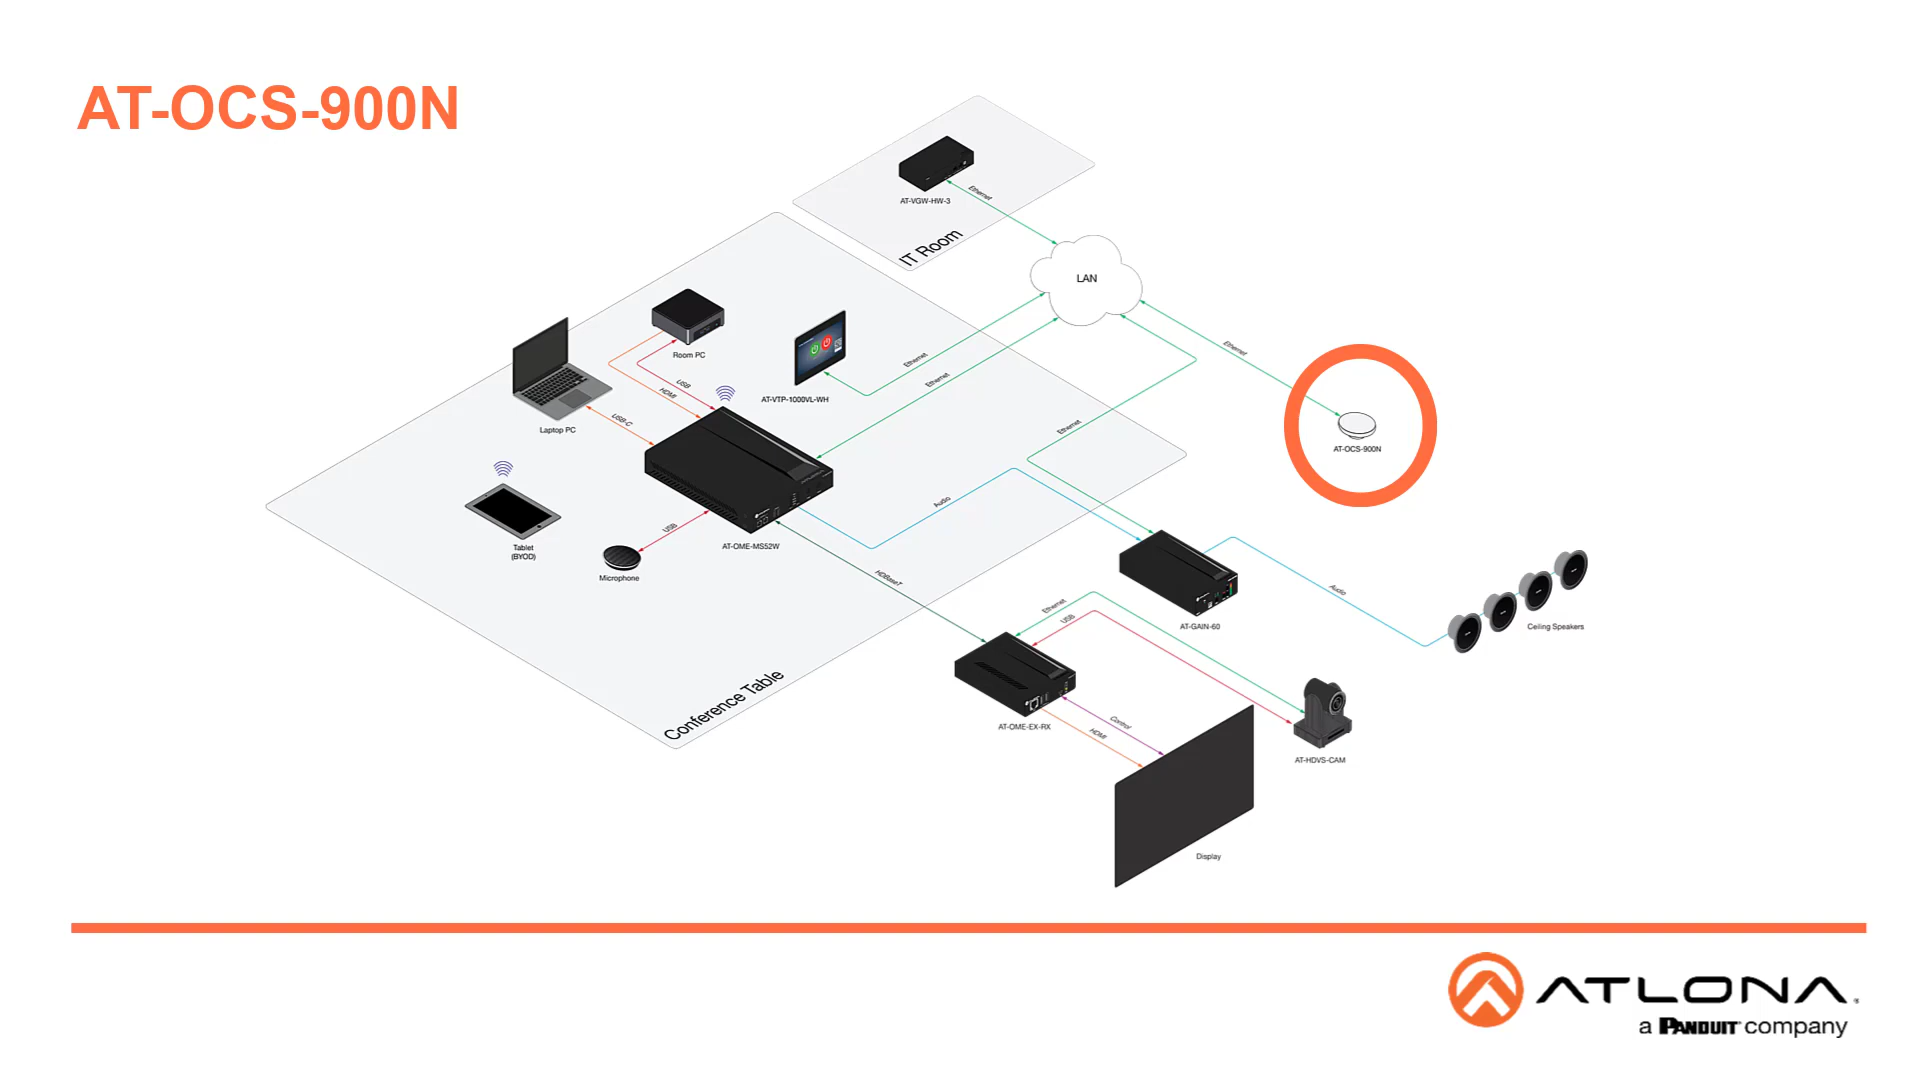 AT-OCS-900N
Ethernet
AT-VGW-HW-3
IT Room
LAN
Room PC
USB
HDMI
AT-VTP-1000VL-WH
Ethernet
Ethernet
Ethernet
AT-OCS-900N
Laptop PC
USB-C
Ethernet
Tablet
(BYOD)
USB
Microphone
AT-OME-MS52W
Audio
HDBaseT
Conference Table
AT-GAIN-60
Audio
Ceiling Speakers
Ethernet
USB
AT-OME-EX-RX
Control
HDMI
AT-HDVS-CAM
Display
ATLONA
a PANDUIT company